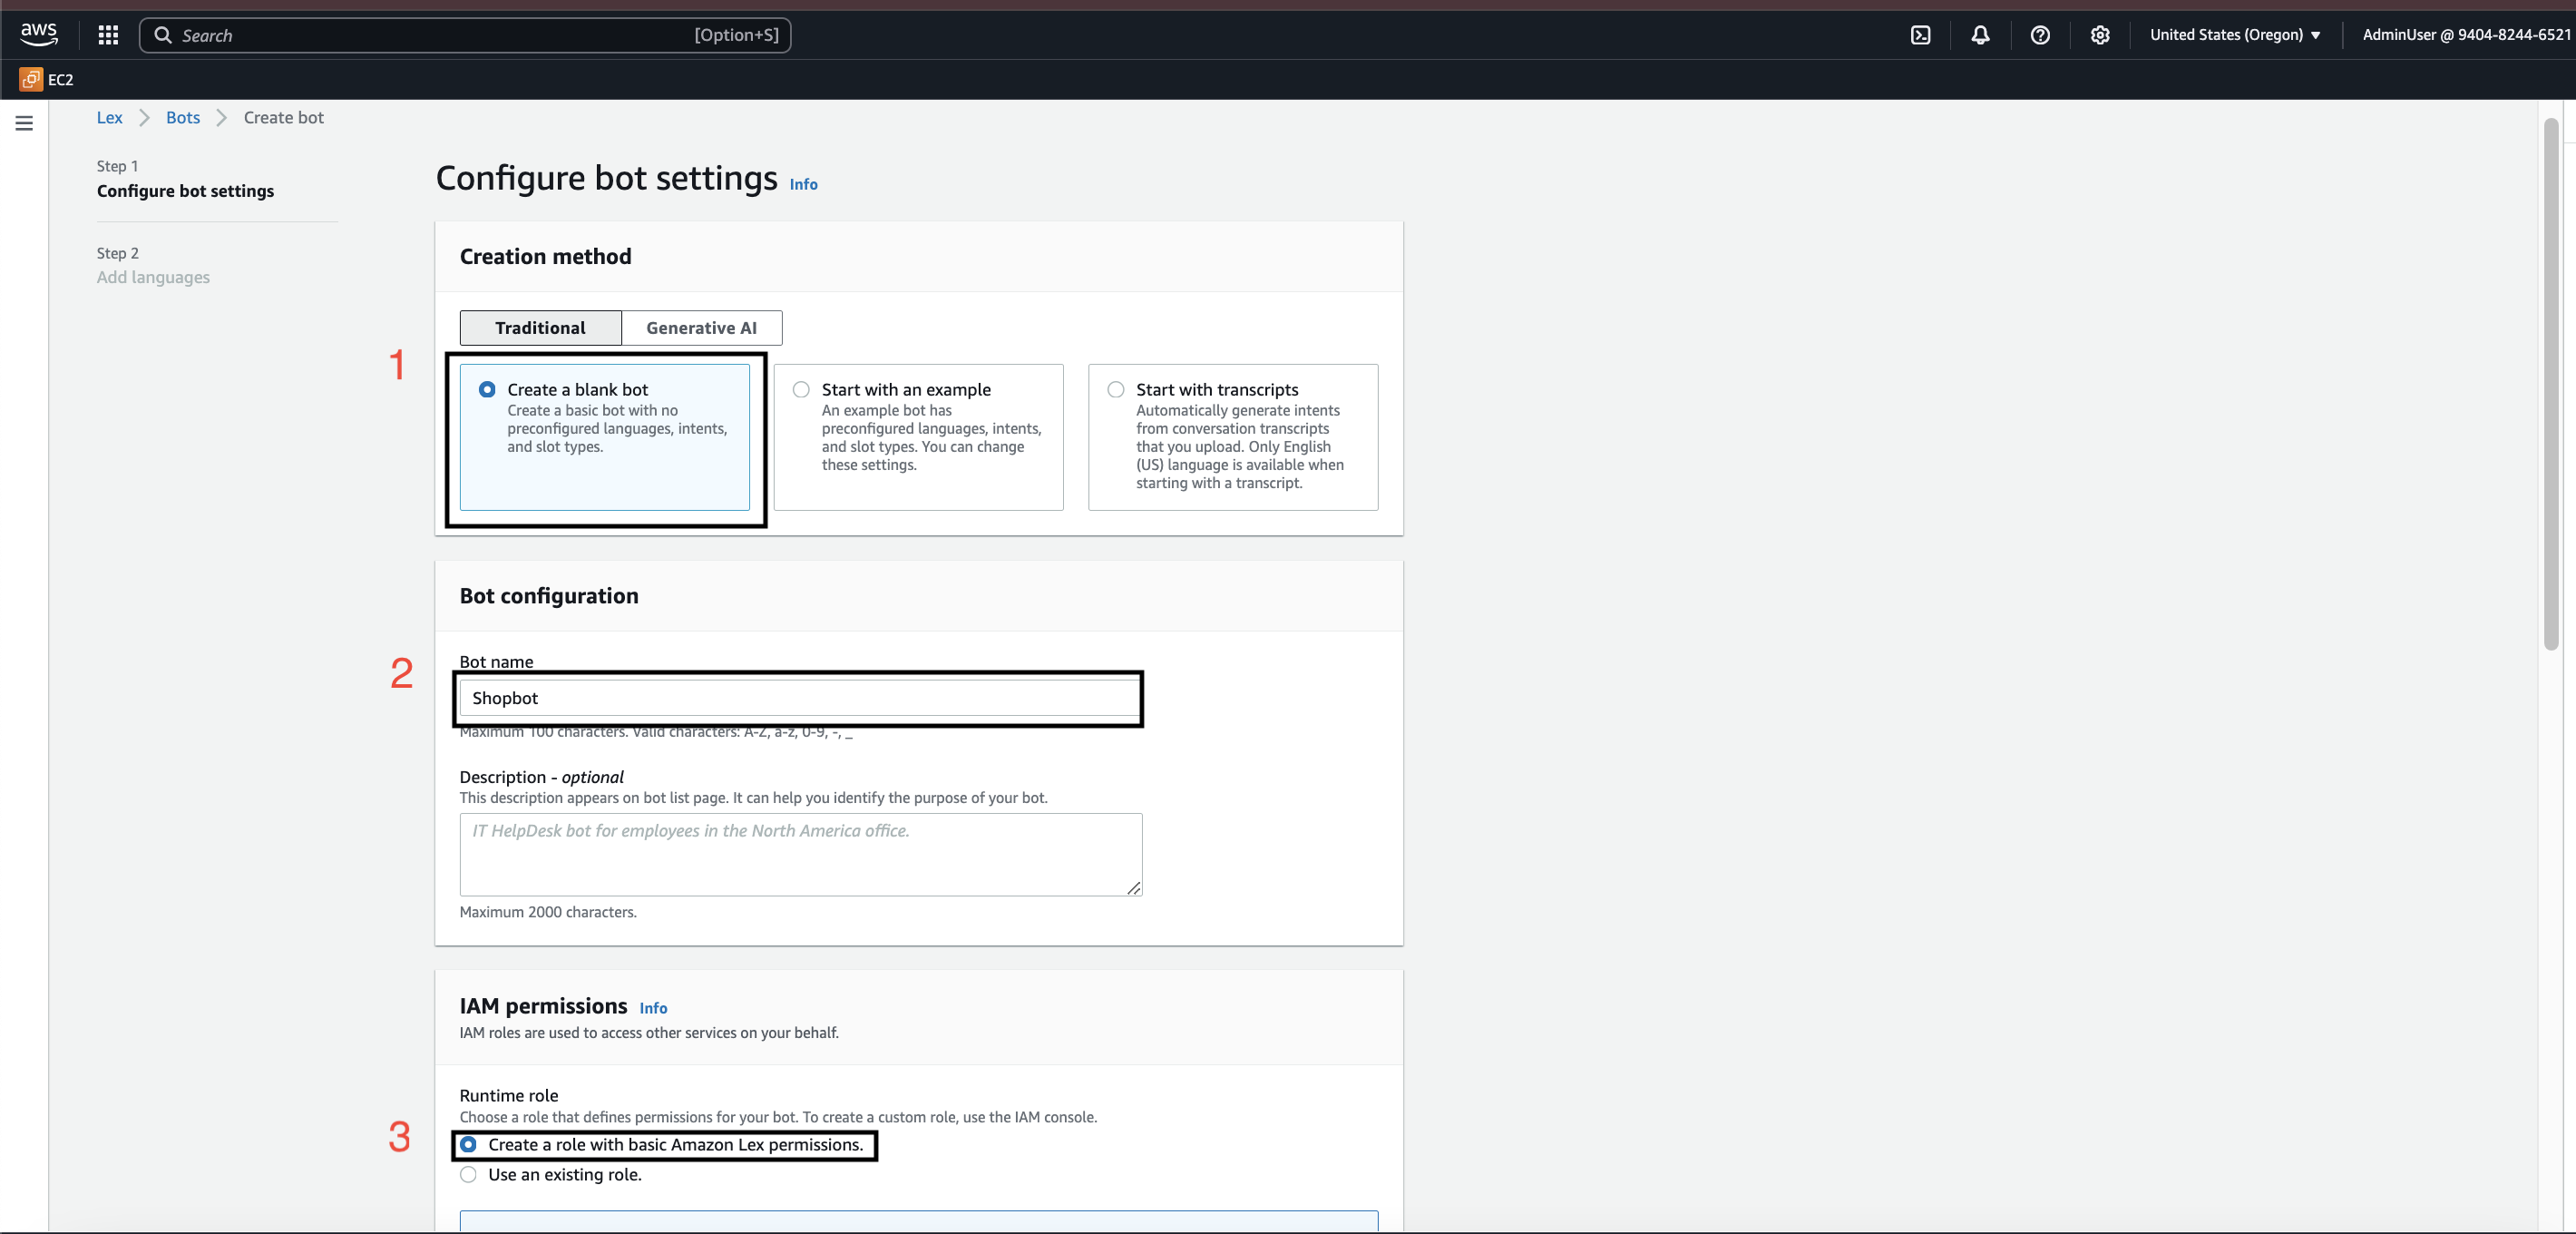 aws
Search [Option+S]
United States (Oregon)
AdminUser @ 9404-8244-6521
EC2
Lex
Bots
Create bot
Step 1
Configure bot settings
Step 2
Add languages
Configure bot settings Info
Creation method
Traditional
Generative AI
1
Create a blank bot
Create a basic bot with no
preconfigured languages, intents,
and slot types.
Start with an example
An example bot has
preconfigured languages, intents,
and slot types. You can change
these settings.
Start with transcripts
Automatically generate intents
from conversation transcripts
that you upload. Only English
(US) language is available when
starting with a transcript.
Bot configuration
2
Bot name
Shopbot
Maximum 100 characters. Valid characters: A-Z, a-z, 0-9, -, _
Description - optional
This description appears on bot list page. It can help you identify the purpose of your bot.
IT HelpDesk bot for employees in the North America office.
Maximum 2000 characters.
IAM permissions Info
IAM roles are used to access other services on your behalf.
Runtime role
Choose a role that defines permissions for your bot. To create a custom role, use the IAM console.
3
Create a role with basic Amazon Lex permissions.
Use an existing role.